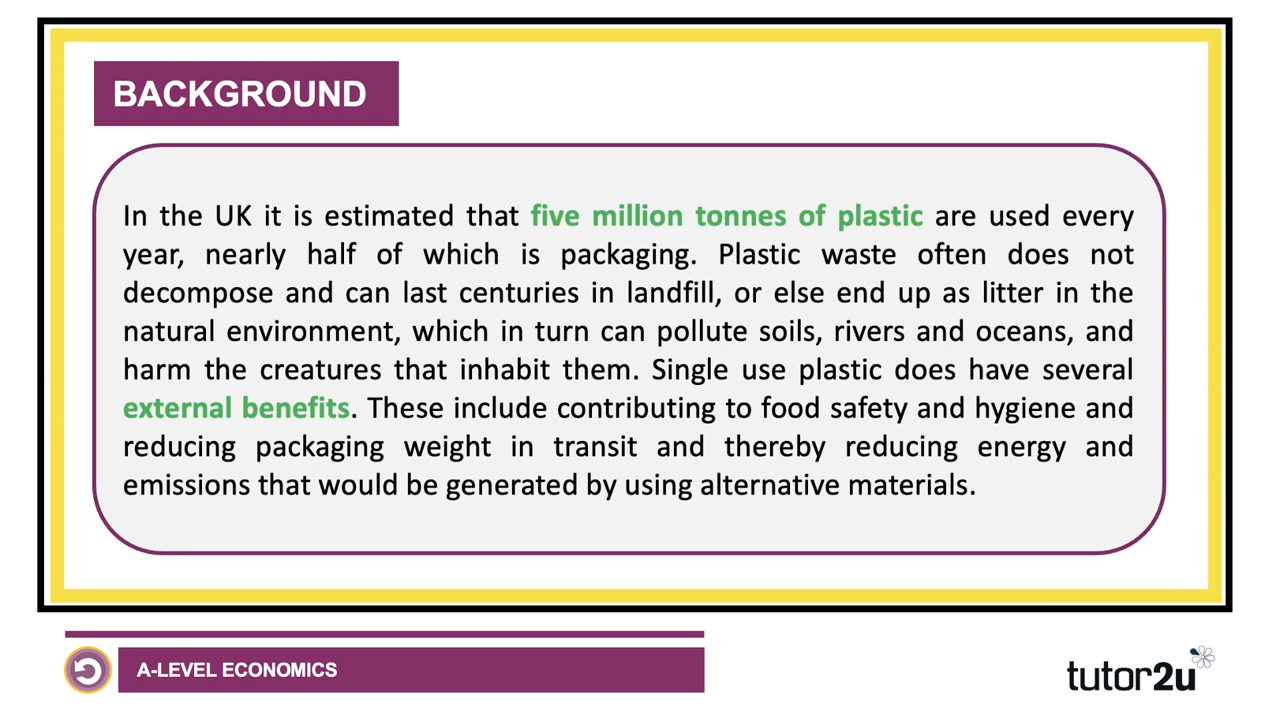 BACKGROUND
In the UK it is estimated that five million tonnes of plastic are used every
year, nearly half of which is packaging. Plastic waste often does not
decompose and can last centuries in landfill, or else end up as litter in the
natural environment, which in turn can pollute soils, rivers and oceans, and
harm the creatures that inhabit them. Single use plastic does have several
external benefits. These include contributing to food safety and hygiene and
reducing packaging weight in transit and thereby reducing energy and
emissions that would be generated by using alternative materials.
A-LEVEL ECONOMICS
tutor2u